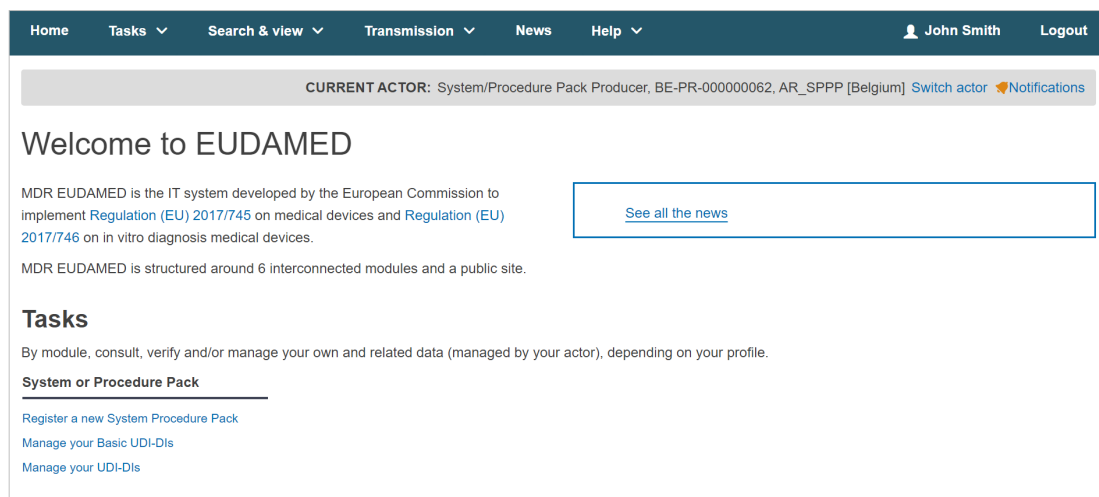 Home Tasks Search & view Transmission News Help John Smith Logout
CURRENT ACTOR: System/Procedure Pack Producer, BE-PR-000000062, AR_SPPP [Belgium] Switch actor Notifications
Welcome to EUDAMED
MDR EUDAMED is the IT system developed by the European Commission to
implement Regulation (EU) 2017/745 on medical devices and Regulation (EU)
2017/746 on in vitro diagnosis medical devices.
MDR EUDAMED is structured around 6 interconnected modules and a public site.
See all the news
Tasks
By module, consult, verify and/or manage your own and related data (managed by your actor), depending on your profile.
System or Procedure Pack
Register a new System Procedure Pack
Manage your Basic UDI-DIs
Manage your UDI-DIs